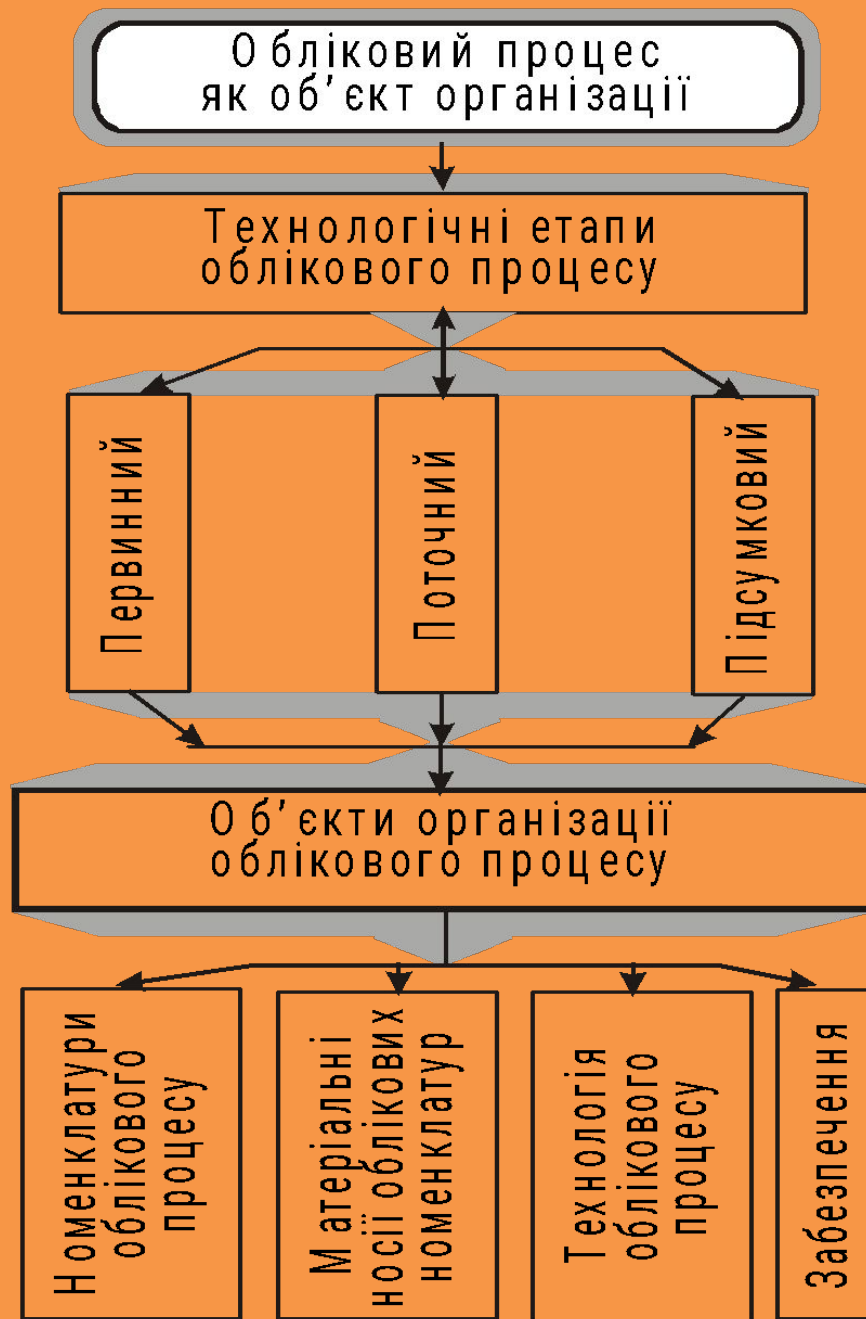 Обліковий процес
як об’єкт організації
Технологічні етапи
облікового процесу
Первинний
Поточний
Підсумковий
Об’єкти організації
облікового процесу
Номенклатури
облікового
процесу
Матеріальні
носії облікових
номенклатур
Технологія
облікового
процесу
Забезпечення